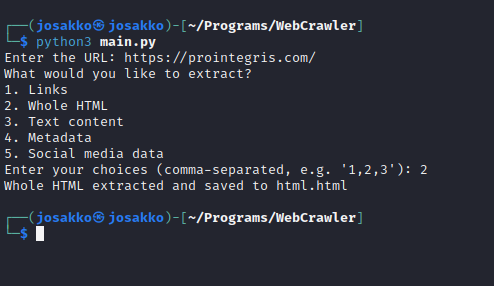 ┌──(josakko㉿josakko)-[~/Programs/WebCrawler]
└─$ python3 main.py
Enter the URL: https://prointegris.com/
What would you like to extract?
1. Links
2. Whole HTML
3. Text content
4. Metadata
5. Social media data
Enter your choices (comma-separated, e.g. '1,2,3'): 2
Whole HTML extracted and saved to html.html
┌──(josakko㉿josakko)-[~/Programs/WebCrawler]
└─$